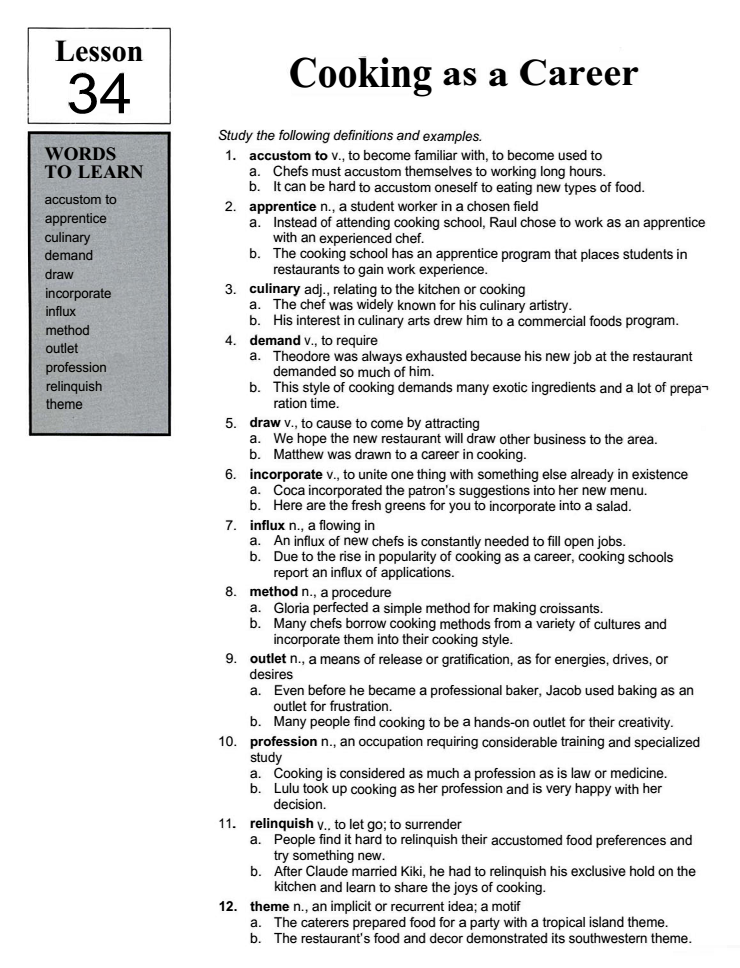 Lesson
34
Cooking as a Career
WORDS
TO LEARN
accustom to
apprentice
culinary
demand
draw
incorporate
influx
method
outlet
profession
relinquish
theme
Study the following definitions and examples.
1. accustom to v., to become familiar with, to become used to
a. Chefs must accustom themselves to working long hours.
b. It can be hard to accustom oneself to eating new types of food.
2. apprentice n., a student worker in a chosen field
a. Instead of attending cooking school, Raul chose to work as an apprentice
with an experienced chef.
b. The cooking school has an apprentice program that places students in
restaurants to gain work experience.
3. culinary adj., relating to the kitchen or cooking
a. The chef was widely known for his culinary artistry.
b. His interest in culinary arts drew him to a commercial foods program.
4. demand v., to require
a. Theodore was always exhausted because his new job at the restaurant
demanded so much of him.
b. This style of cooking demands many exotic ingredients and a lot of prepa¬
ration time.
5. draw v., to cause to come by attracting
a. We hope the new restaurant will draw other business to the area.
b. Matthew was drawn to a career in cooking.
6. incorporate v., to unite one thing with something else already in existence
a. Coca incorporated the patron's suggestions into her new menu.
b. Here are the fresh greens for you to incorporate into a salad.
7. influx n., a flowing in
a. An influx of new chefs is constantly needed to fill open jobs.
b. Due to the rise in popularity of cooking as a career, cooking schools
report an influx of applications.
8. method n., a procedure
a. Gloria perfected a simple method for making croissants.
b. Many chefs borrow cooking methods from a variety of cultures and
incorporate them into their cooking style.
9. outlet n., a means of release or gratification, as for energies, drives, or
desires
a. Even before he became a professional baker, Jacob used baking as an
outlet for frustration.
b. Many people find cooking to be a hands-on outlet for their creativity.
10. profession n., an occupation requiring considerable training and specialized
study
a. Cooking is considered as much a profession as is law or medicine.
b. Lulu took up cooking as her profession and is very happy with her
decision.
11. relinquish v., to let go; to surrender
a. People find it hard to relinquish their accustomed food preferences and
try something new.
b. After Claude married Kiki, he had to relinquish his exclusive hold on the
kitchen and learn to share the joys of cooking.
12. theme n., an implicit or recurrent idea; a motif
a. The caterers prepared food for a party with a tropical island theme.
b. The restaurant's food and decor demonstrated its southwestern theme.